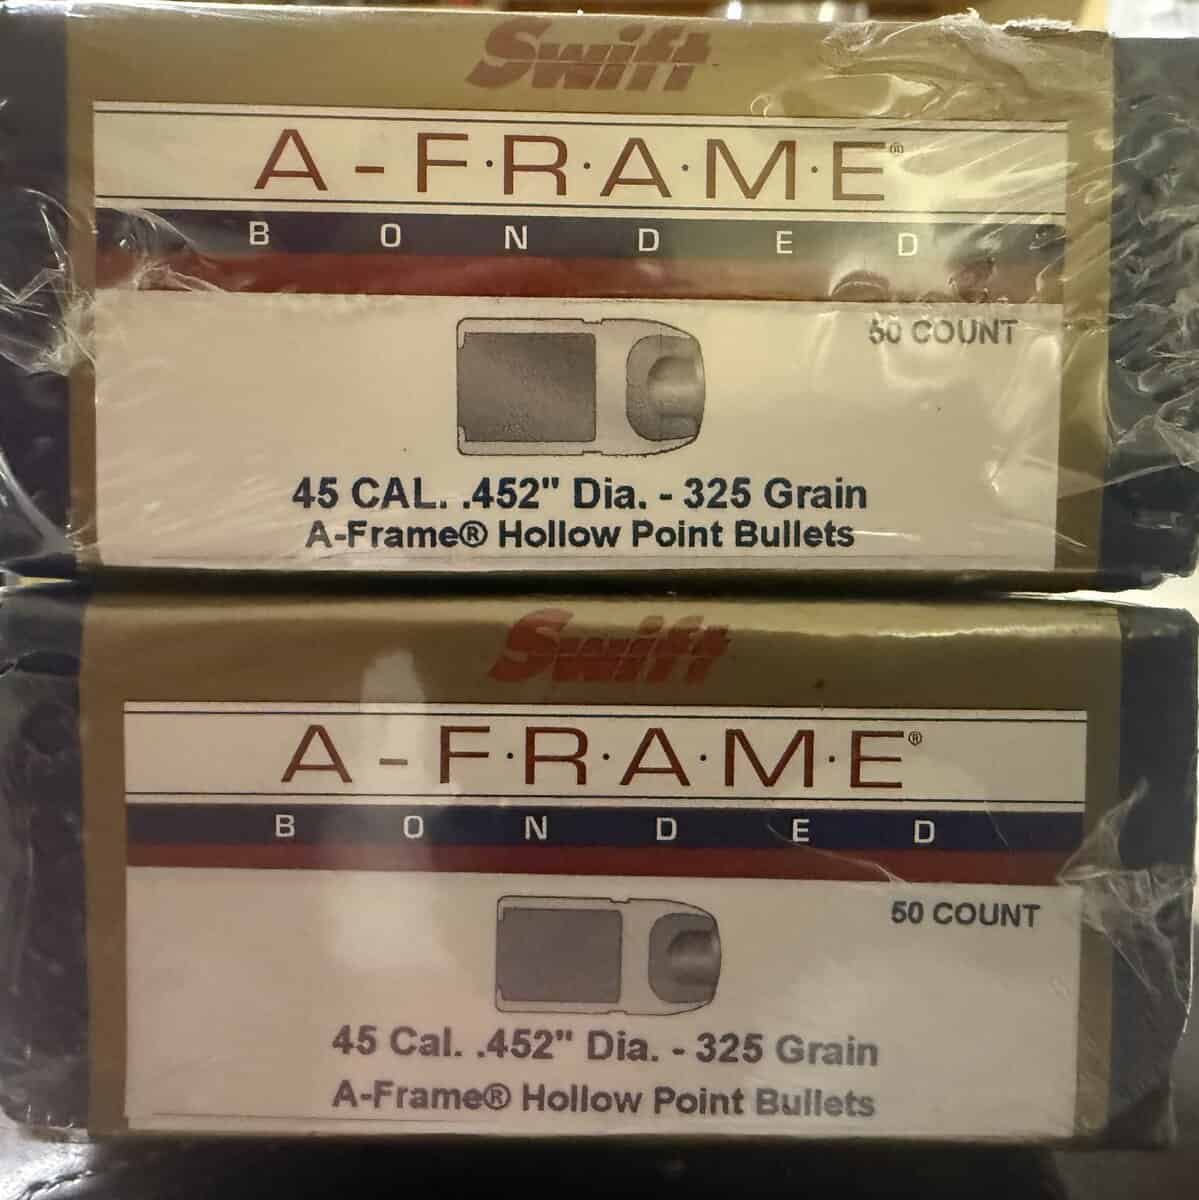 Swift
A-F·R·A·M·E®
BONDED
50 COUNT
45 CAL. .452" Dia. - 325 Grain
A-Frame® Hollow Point Bullets
Swift
A-F·R·A·M·E®
BONDED
50 COUNT
45 Cal. .452" Dia. - 325 Grain
A-Frame® Hollow Point Bullets